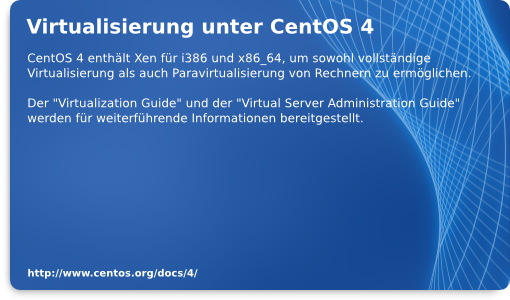 Virtualisierung unter CentOS 4
CentOS 4 enthält Xen für i386 und x86_64, um sowohl vollständige
Virtualisierung als auch Paravirtualisierung von Rechnern zu ermöglichen.
Der "Virtualization Guide" und der "Virtual Server Administration Guide"
werden für weiterführende Informationen bereitgestellt.
http://www.centos.org/docs/4/